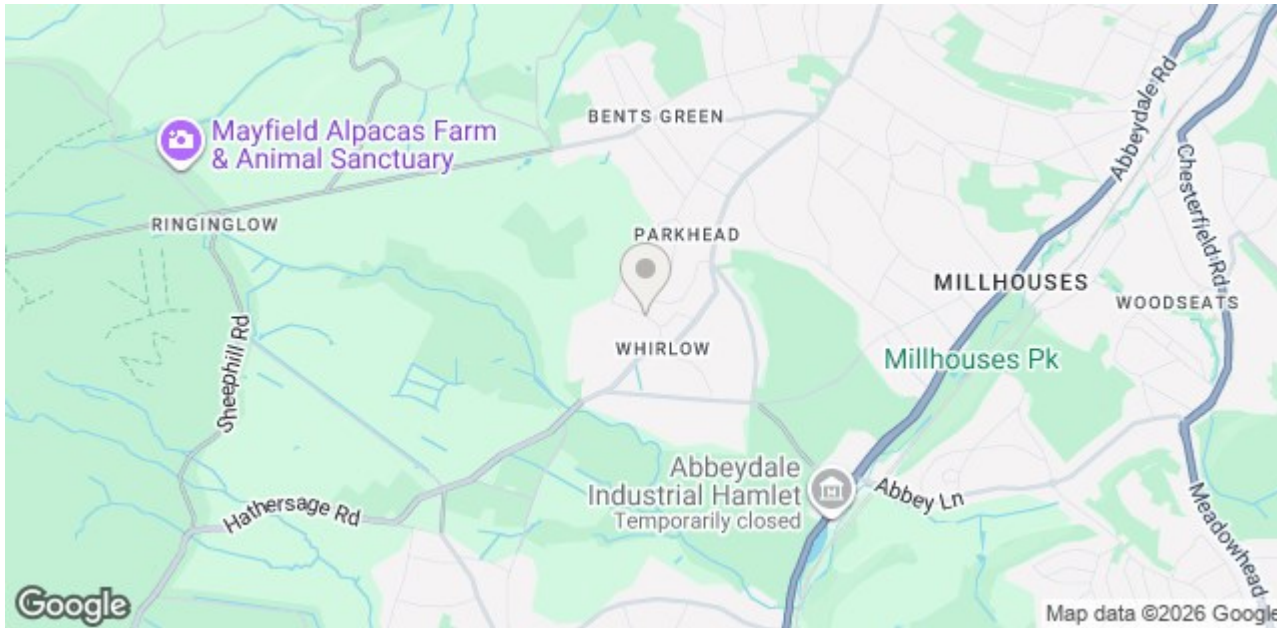 BENTS GREEN
Mayfield Alpacas Farm
& Animal Sanctuary
Abbeydale Rd
Chesterfield Rd
RINGINGLOW
PARKHEAD
MILLHOUSES
WOODSEATS
Sheephill Rd
WHIRLOW
Millhouses Pk
Abbeydale
Industrial Hamlet
Temporarily closed
Abbey Ln
Hathersage Rd
Meadowhead
Google
Map data ©2026 Google